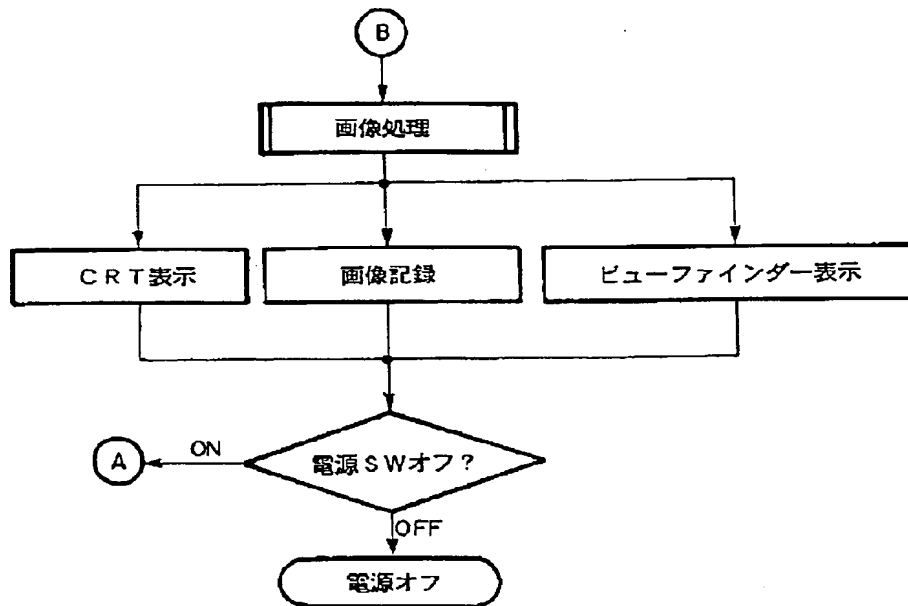 B
画像処理
CRT表示
画像記録
ビューファインダー表示
電源SWオフ?
ON
A
OFF
電源オフ